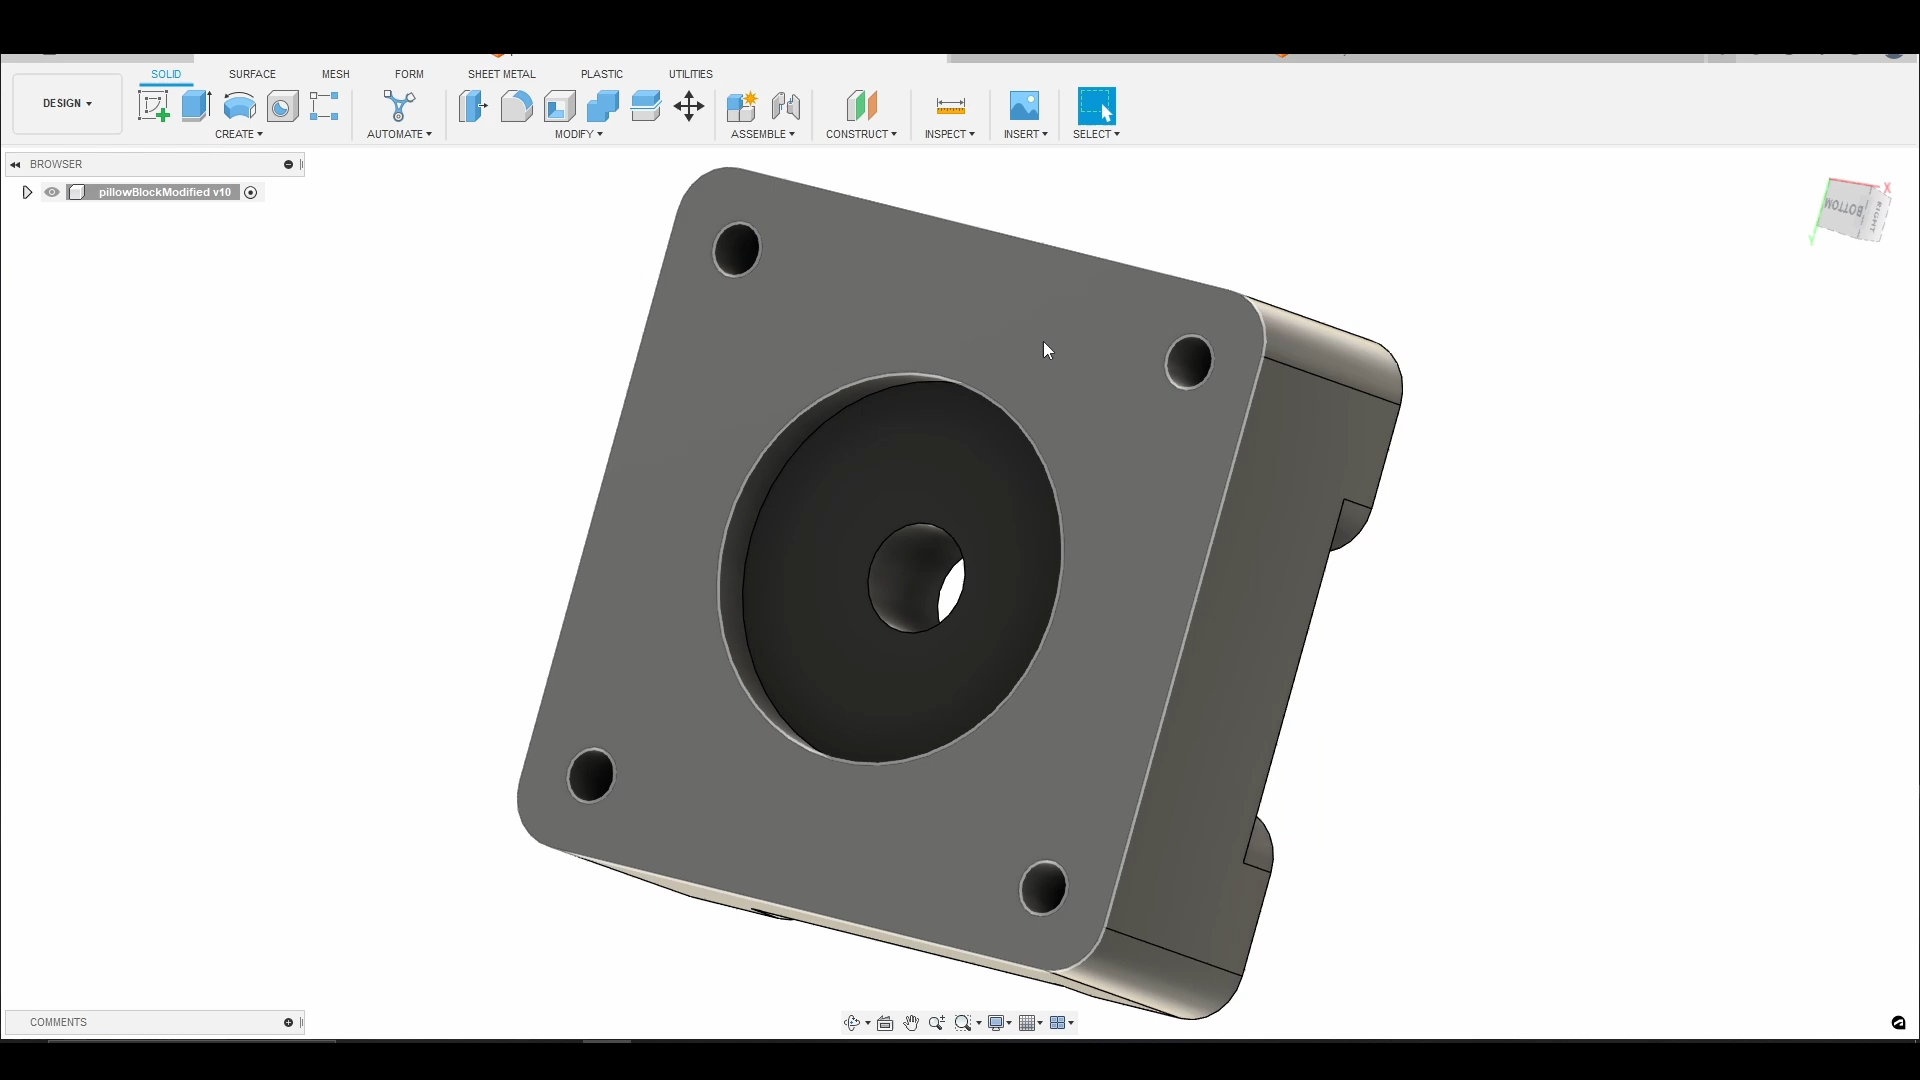 SOLID SURFACE MESH FORM SHEET METAL PLASTIC UTILITIES
DESIGN
CREATE AUTOMATE MODIFY ASSEMBLE CONSTRUCT INSPECT INSERT SELECT
BROWSER
pillowBlockModified v10
X
BOTTOM
RIGHT
Y
COMMENTS